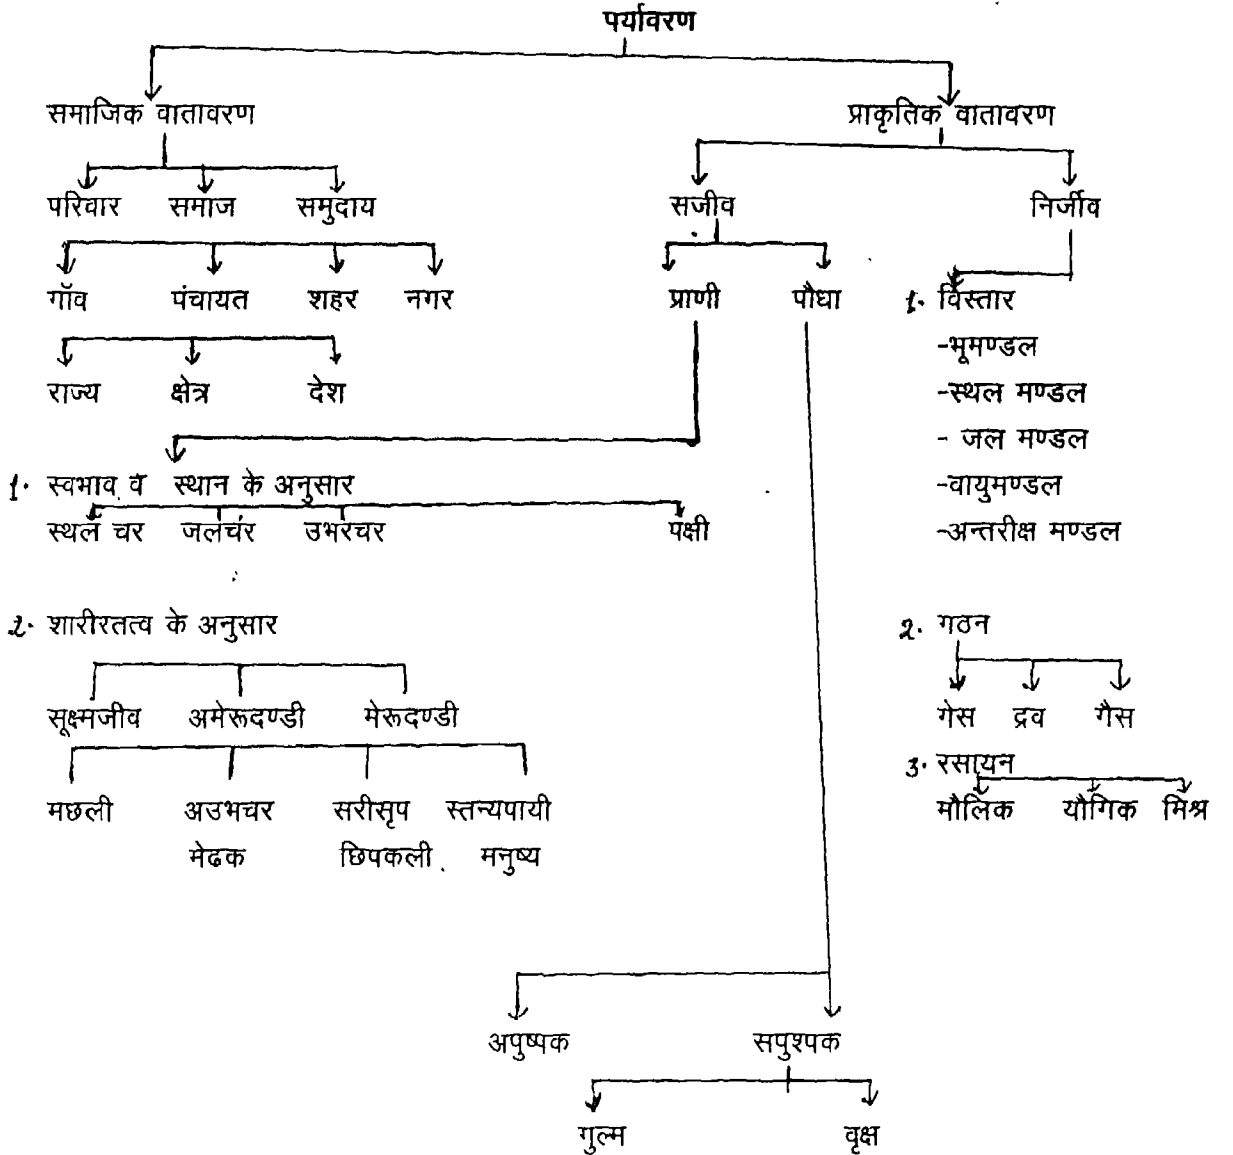 पर्यावरण
समाजिक वातावरण
प्राकृतिक वातावरण
परिवार समाज समुदाय
सजीव
निर्जीव
गॉव पंचायत शहर नगर
प्राणी पौधा
1. विस्तार
-भूमण्डल
राज्य क्षेत्र देश
-स्थल मण्डल
- जल मण्डल
1. स्वभाव व स्थान के अनुसार
-वायुमण्डल
स्थल चर जलचर उभरचर पक्षी
-अन्तरीक्ष मण्डल
2. शारीरतत्व के अनुसार
2. गठन
सूक्ष्मजीव अमेरूदण्डी मेरूदण्डी
गेस द्रव गैस
3. रसायन
मछली अउभचर सरीसृप स्तन्यपायी
मौलिक यौगिक मिश्र
मेढक छिपकली मनुष्य
अपुष्पक सपुश्पक
गुल्म वृक्ष